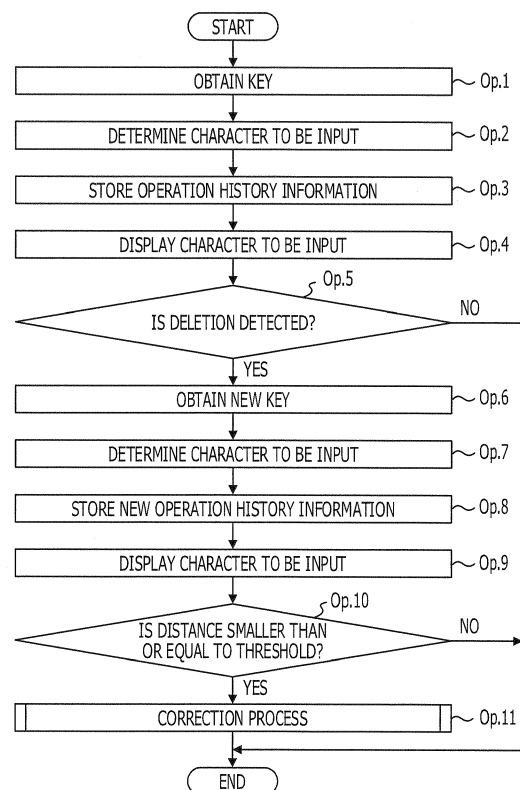 START
OBTAIN KEY
Op.1
DETERMINE CHARACTER TO BE INPUT
Op.2
STORE OPERATION HISTORY INFORMATION
Op.3
DISPLAY CHARACTER TO BE INPUT
Op.4
Op.5
IS DELETION DETECTED?
NO
YES
OBTAIN NEW KEY
Op.6
DETERMINE CHARACTER TO BE INPUT
Op.7
STORE NEW OPERATION HISTORY INFORMATION
Op.8
DISPLAY CHARACTER TO BE INPUT
Op.9
Op.10
IS DISTANCE SMALLER THAN
OR EQUAL TO THRESHOLD?
NO
YES
CORRECTION PROCESS
Op.11
END